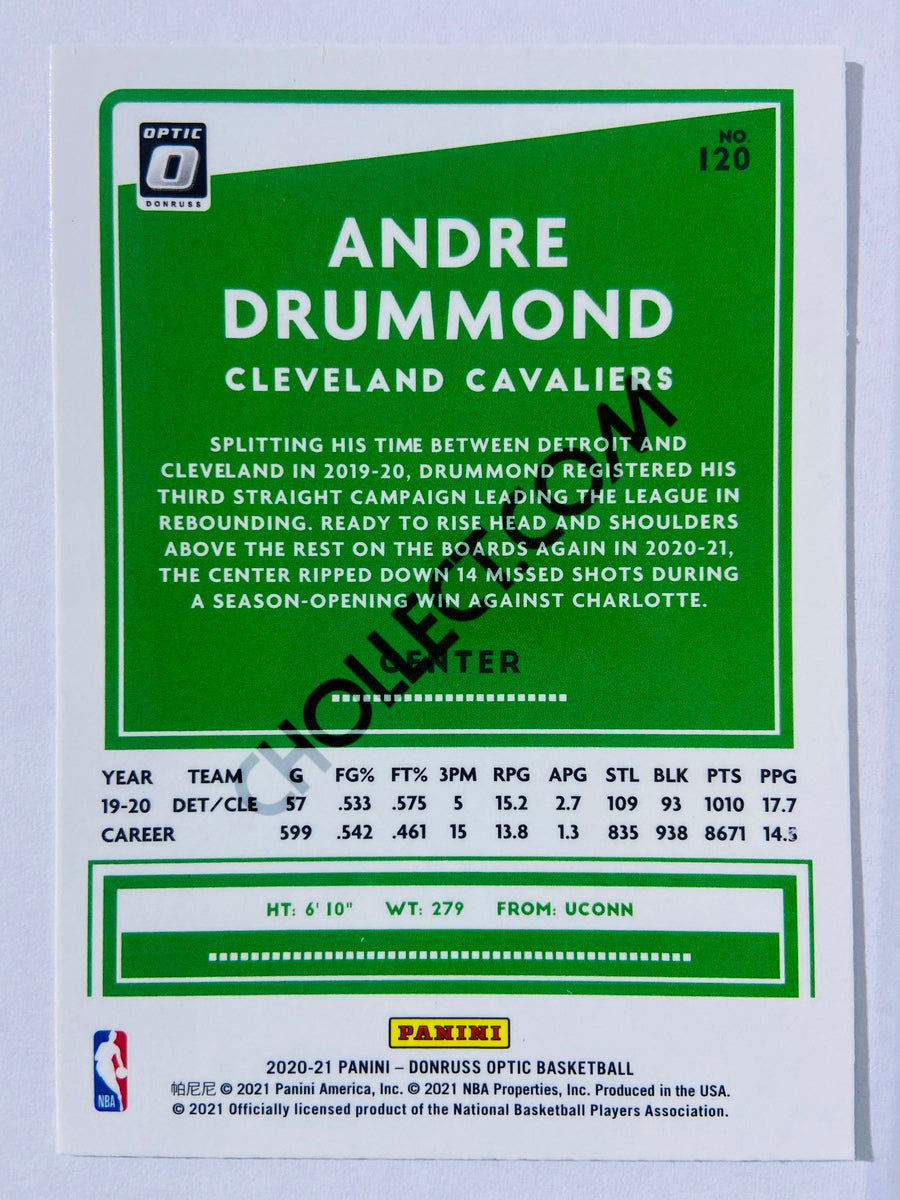 OPTIC
O
DONRUSS
NO.
120
ANDRE
DRUMMOND
CLEVELAND CAVALIERS
SPLITTING HIS TIME BETWEEN DETROIT AND
CLEVELAND IN 2019-20, DRUMMOND REGISTERED HIS
THIRD STRAIGHT CAMPAIGN LEADING THE LEAGUE IN
REBOUNDING. READY TO RISE HEAD AND SHOULDERS
ABOVE THE REST ON THE BOARDS AGAIN IN 2020-21,
THE CENTER RIPPED DOWN 14 MISSED SHOTS DURING
A SEASON-OPENING WIN AGAINST CHARLOTTE.
CENTER
CHOLLECT.COM
YEAR TEAM G FG% FT% 3PM RPG APG STL BLK PTS PPG
19-20 DET/CLE 57 .533 .575 5 15.2 2.7 109 93 1010 17.7
CAREER 599 .542 .461 15 13.8 1.3 835 938 8671 14.5
HT: 6' 10" WT: 279 FROM: UCONN
PANINI
NBA
2020-21 PANINI – DONRUSS OPTIC BASKETBALL
帕尼尼 © 2021 Panini America, Inc. © 2021 NBA Properties, Inc. Produced in the USA.
© 2021 Officially licensed product of the National Basketball Players Association.